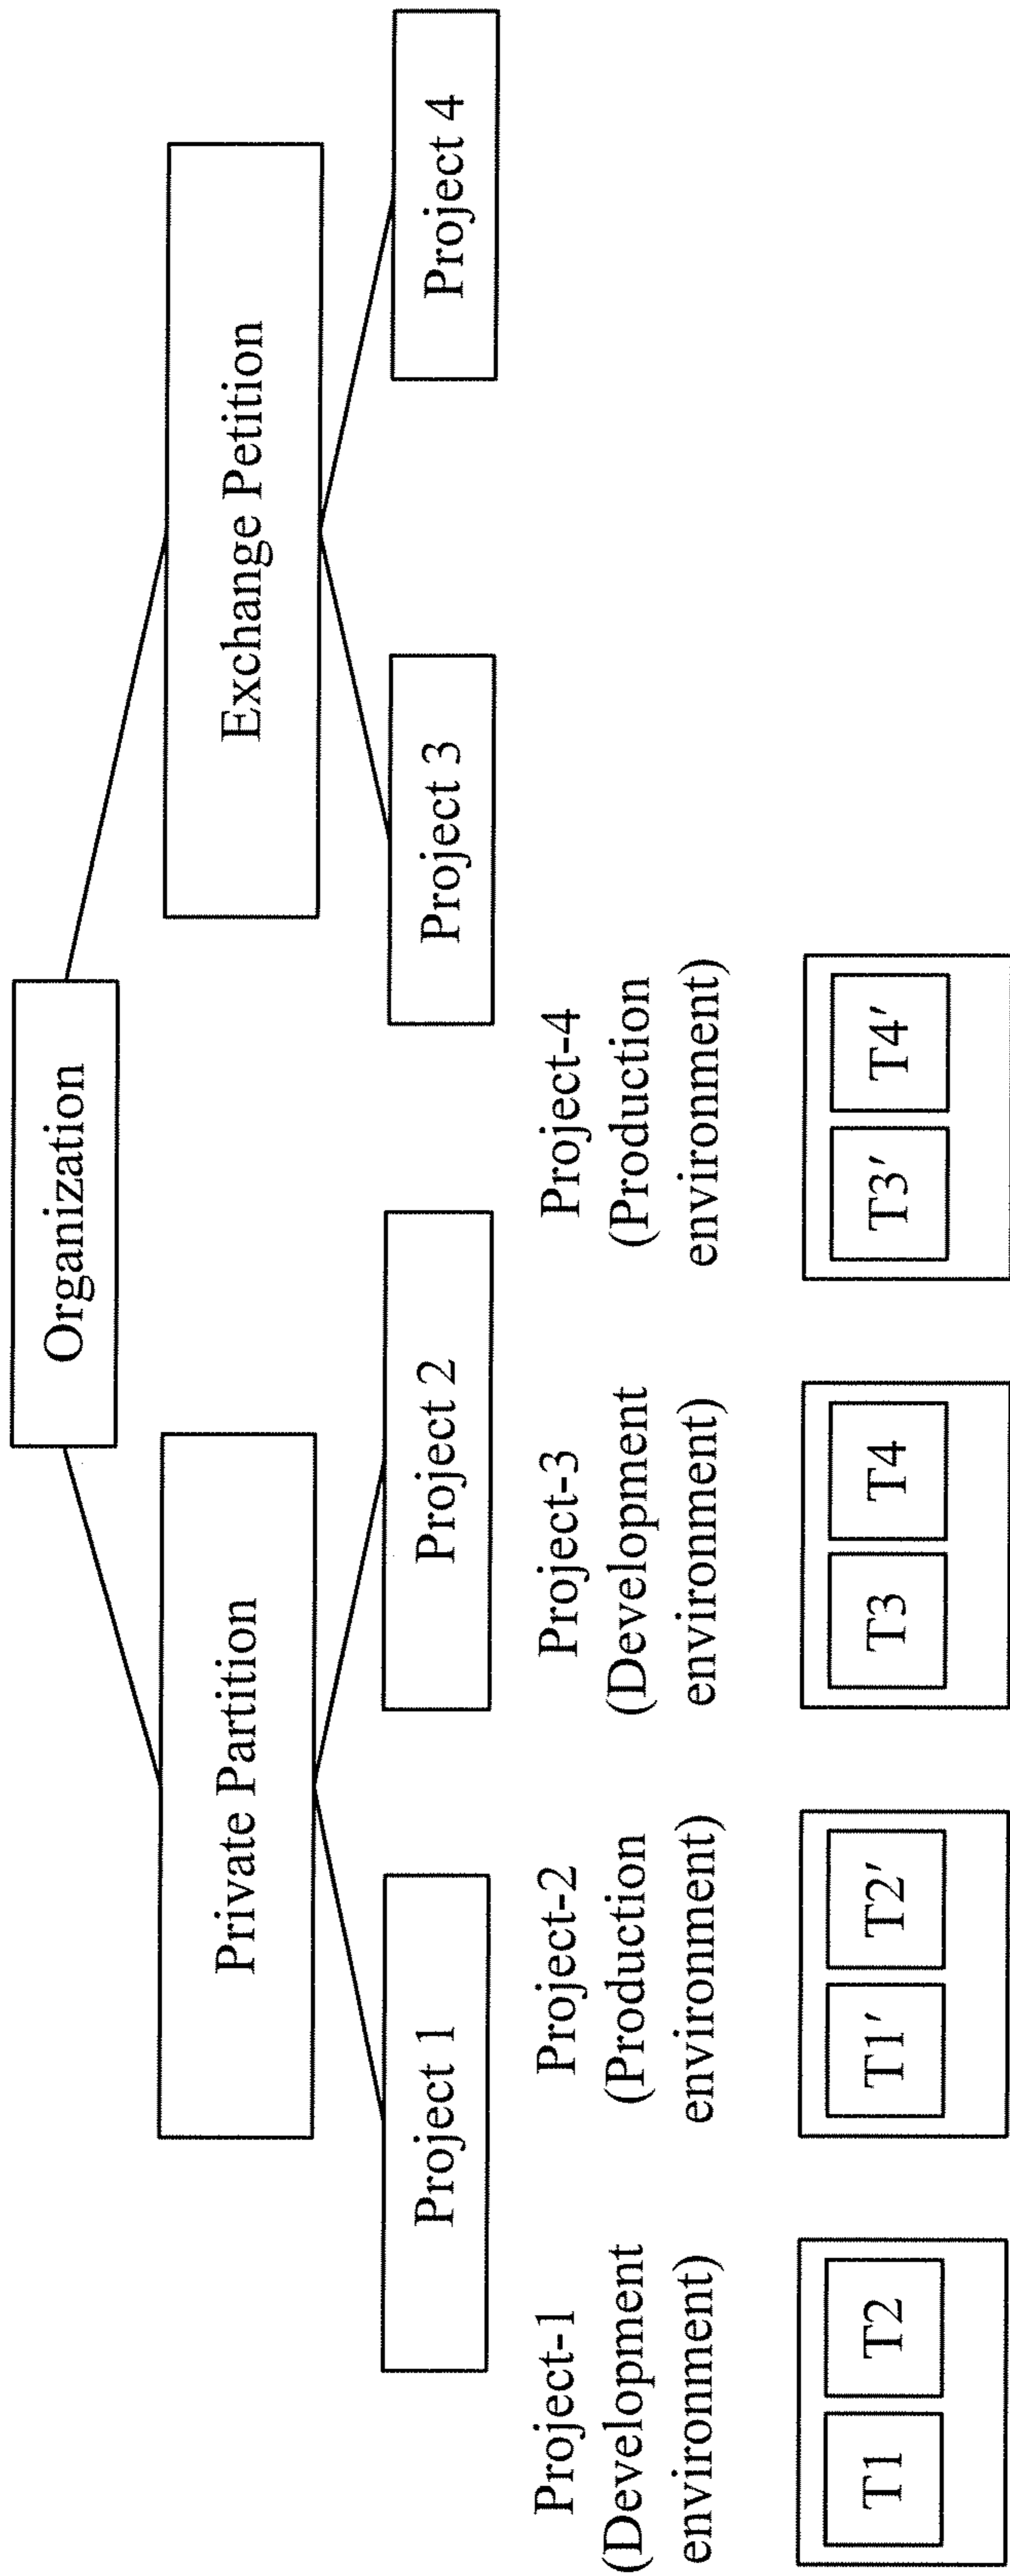 Organization
Private Partition
Exchange Petition
Project 1
Project 2
Project 3
Project 4
Project-1
(Development
environment)
Project-2
(Production
environment)
Project-3
(Development
environment)
Project-4
(Production
environment)
T1
T2
T1′
T2′
T3
T4
T3′
T4′